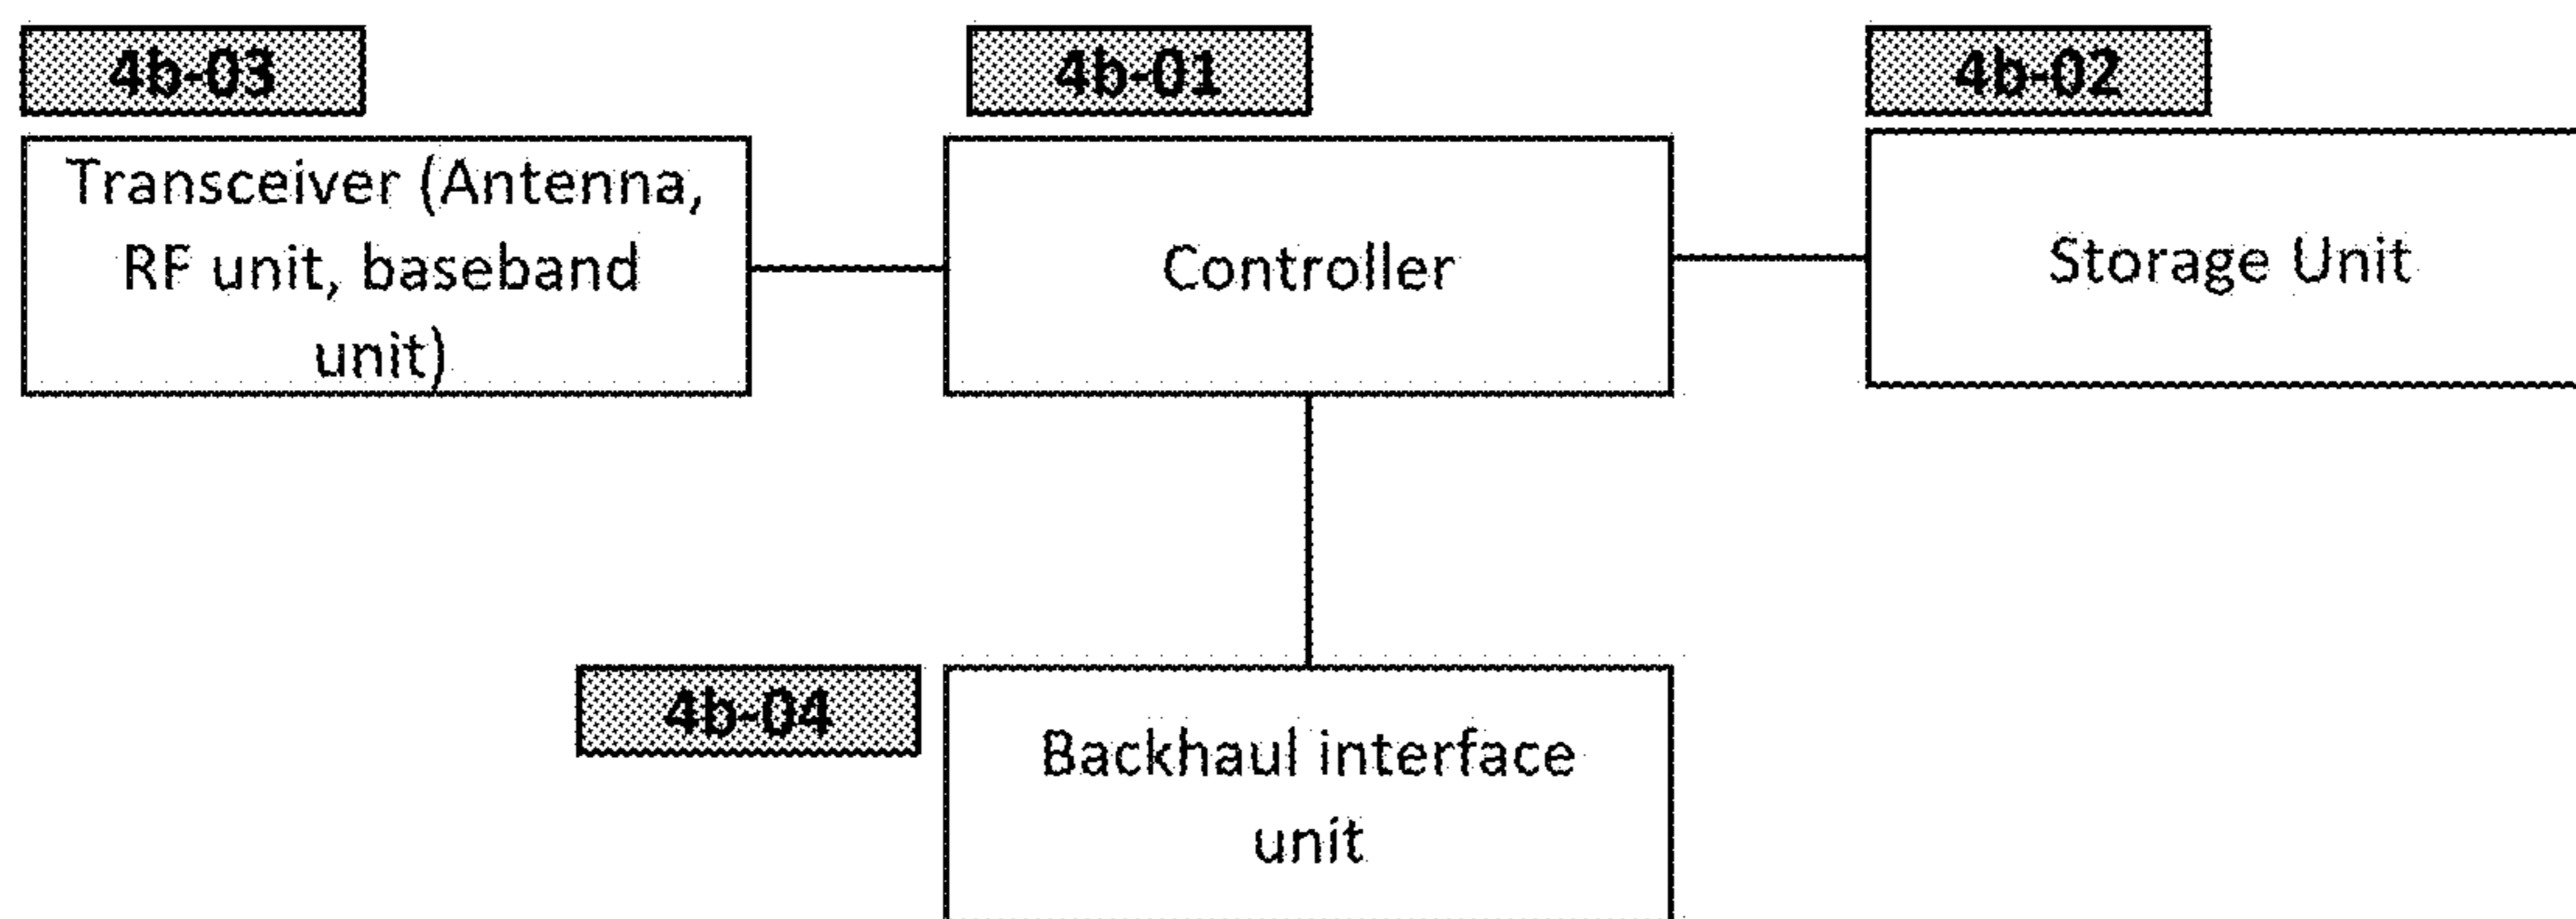 4b-03
4b-01
4b-02
Transceiver (Antenna,
RF unit, baseband
unit)
Controller
Storage Unit
4b-04
Backhaul interface
unit